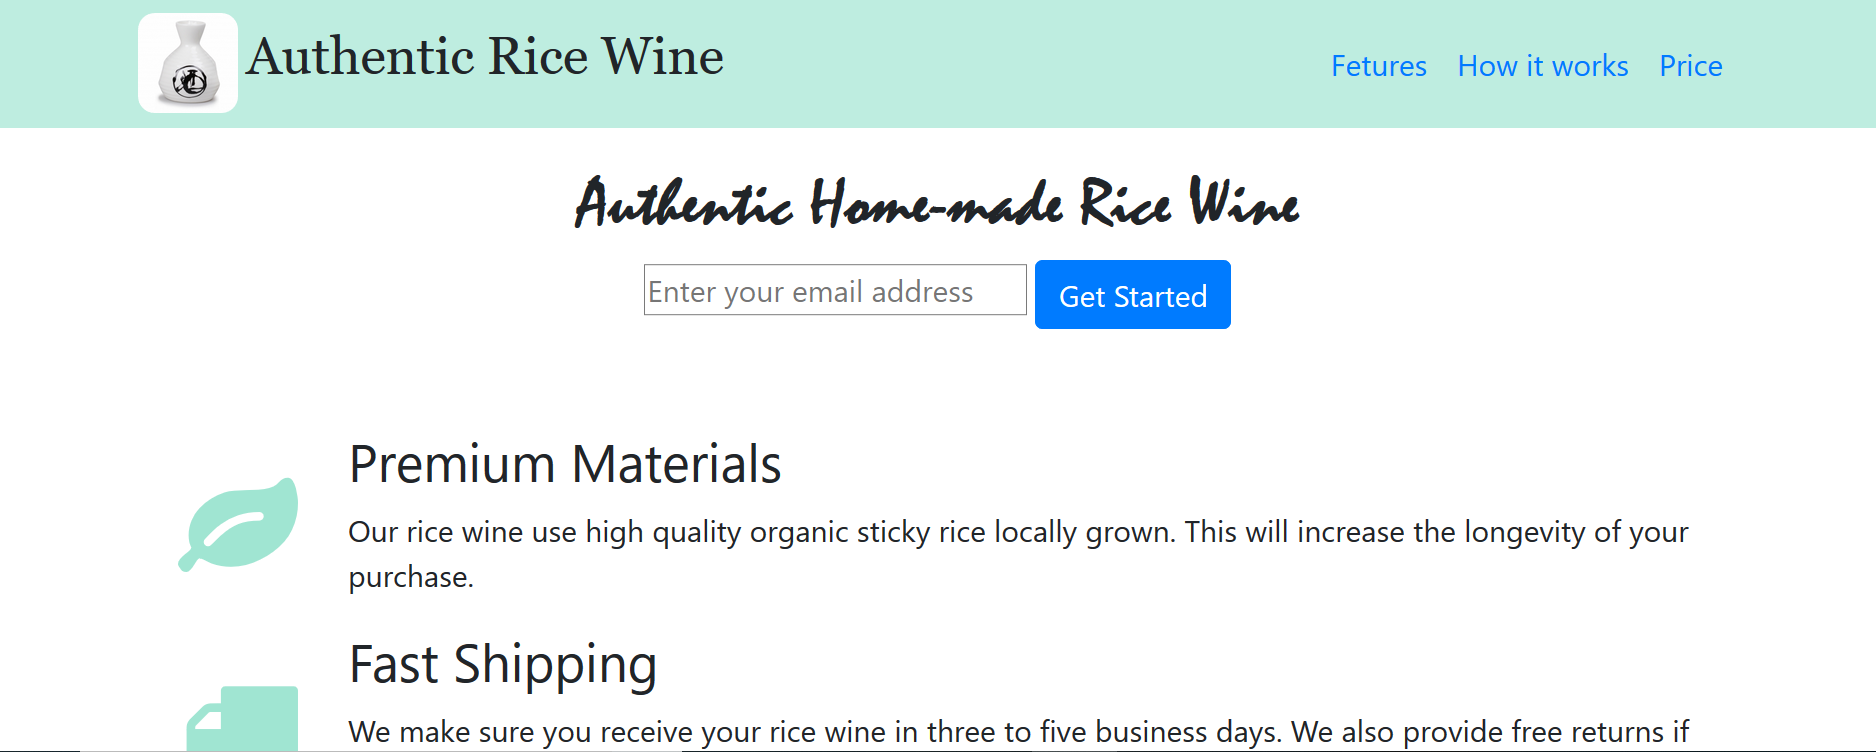 Authentic Rice Wine
Fetures How it works Price
Authentic Home-made Rice Wine
Enter your email address Get Started
Premium Materials
Our rice wine use high quality organic sticky rice locally grown. This will increase the longevity of your
purchase.
Fast Shipping
We make sure you receive your rice wine in three to five business days. We also provide free returns if